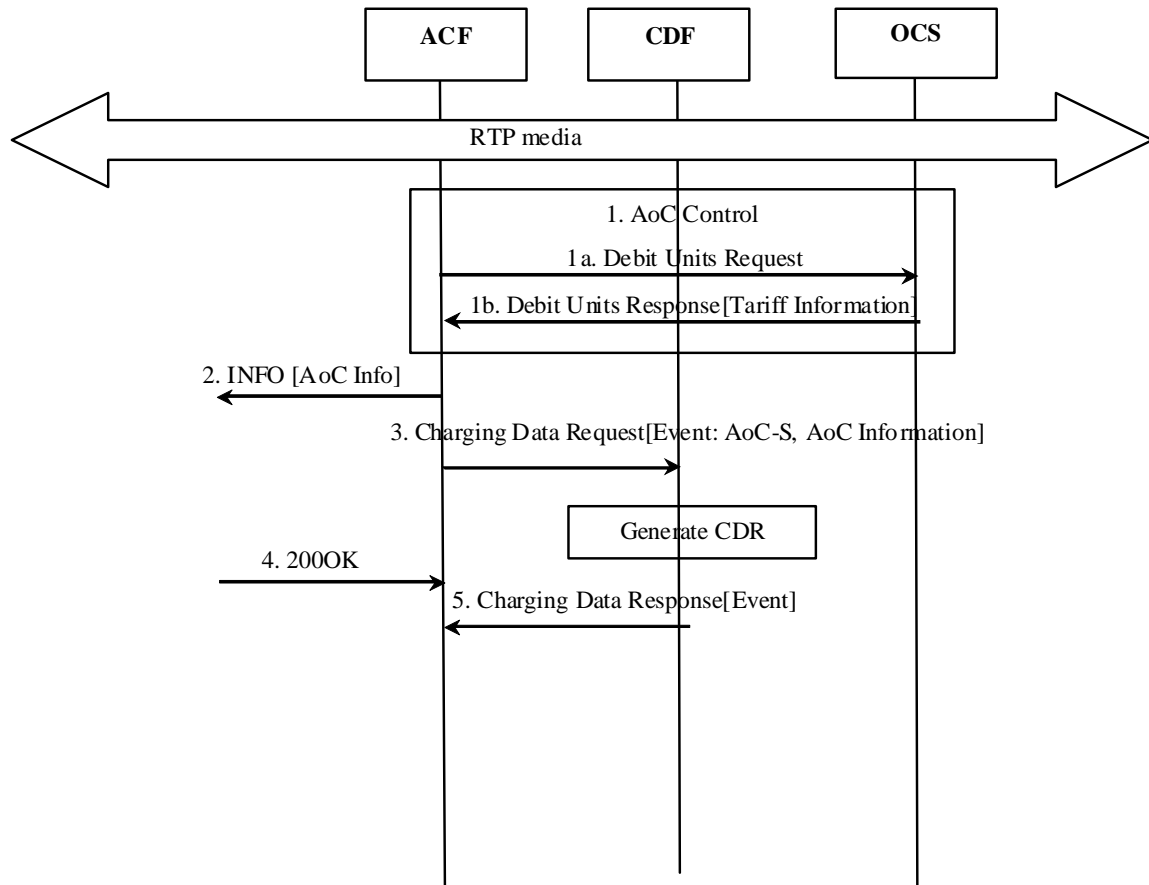 ACF
CDF
OCS
RTP media
1. AoC Control
1a. Debit Units Request
1b. Debit Units Response[Tariff Information]
2. INFO [AoC Info]
3. Charging Data Request[Event: AoC-S, AoC Information]
Generate CDR
4. 200OK
5. Charging Data Response[Event]